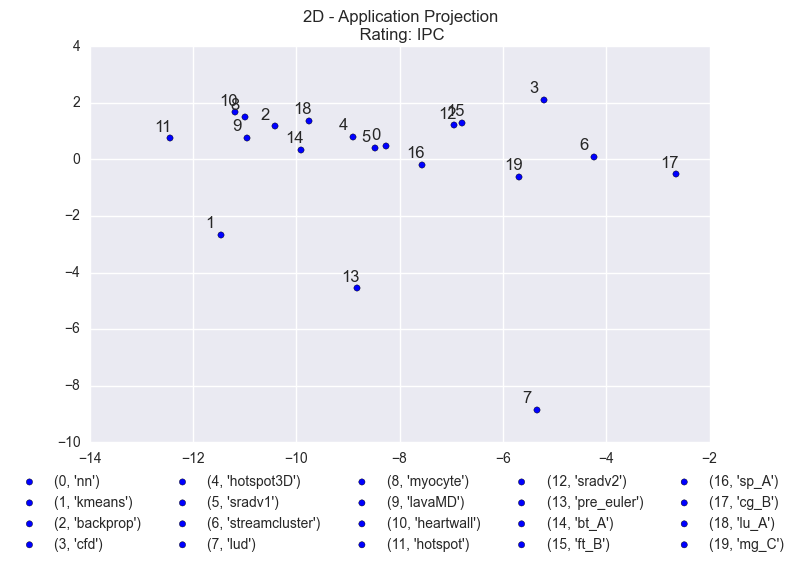 2D - Application Projection
Rating: IPC
4
2
0
−2
−4
−6
−8
−10
3
10
8
18
15
12
2
11
9
4
14
5
0
16
6
19
17
1
13
7
−14
−12
−10
−8
−6
−4
−2
(0, 'nn')
(4, 'hotspot3D')
(8, 'myocyte')
(12, 'sradv2')
(16, 'sp_A')
(1, 'kmeans')
(5, 'sradv1')
(9, 'lavaMD')
(13, 'pre_euler')
(17, 'cg_B')
(2, 'backprop')
(6, 'streamcluster')
(10, 'heartwall')
(14, 'bt_A')
(18, 'lu_A')
(3, 'cfd')
(7, 'lud')
(11, 'hotspot')
(15, 'ft_B')
(19, 'mg_C')